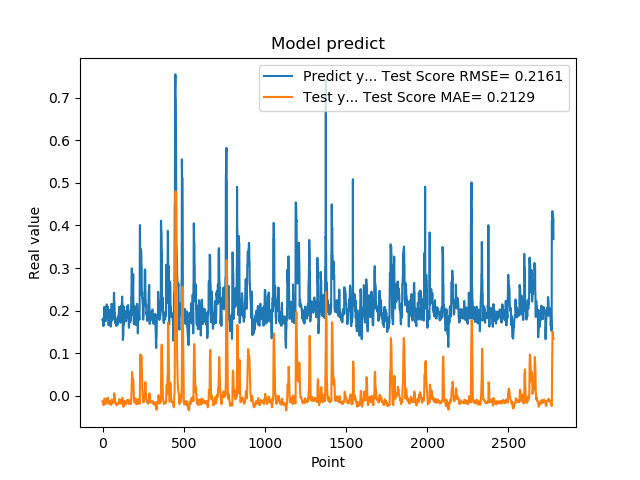 Model predict
Predict y... Test Score RMSE= 0.2161
Test y... Test Score MAE= 0.2129
Real value
0.7
0.6
0.5
0.4
0.3
0.2
0.1
0.0
0 500 1000 1500 2000 2500
Point